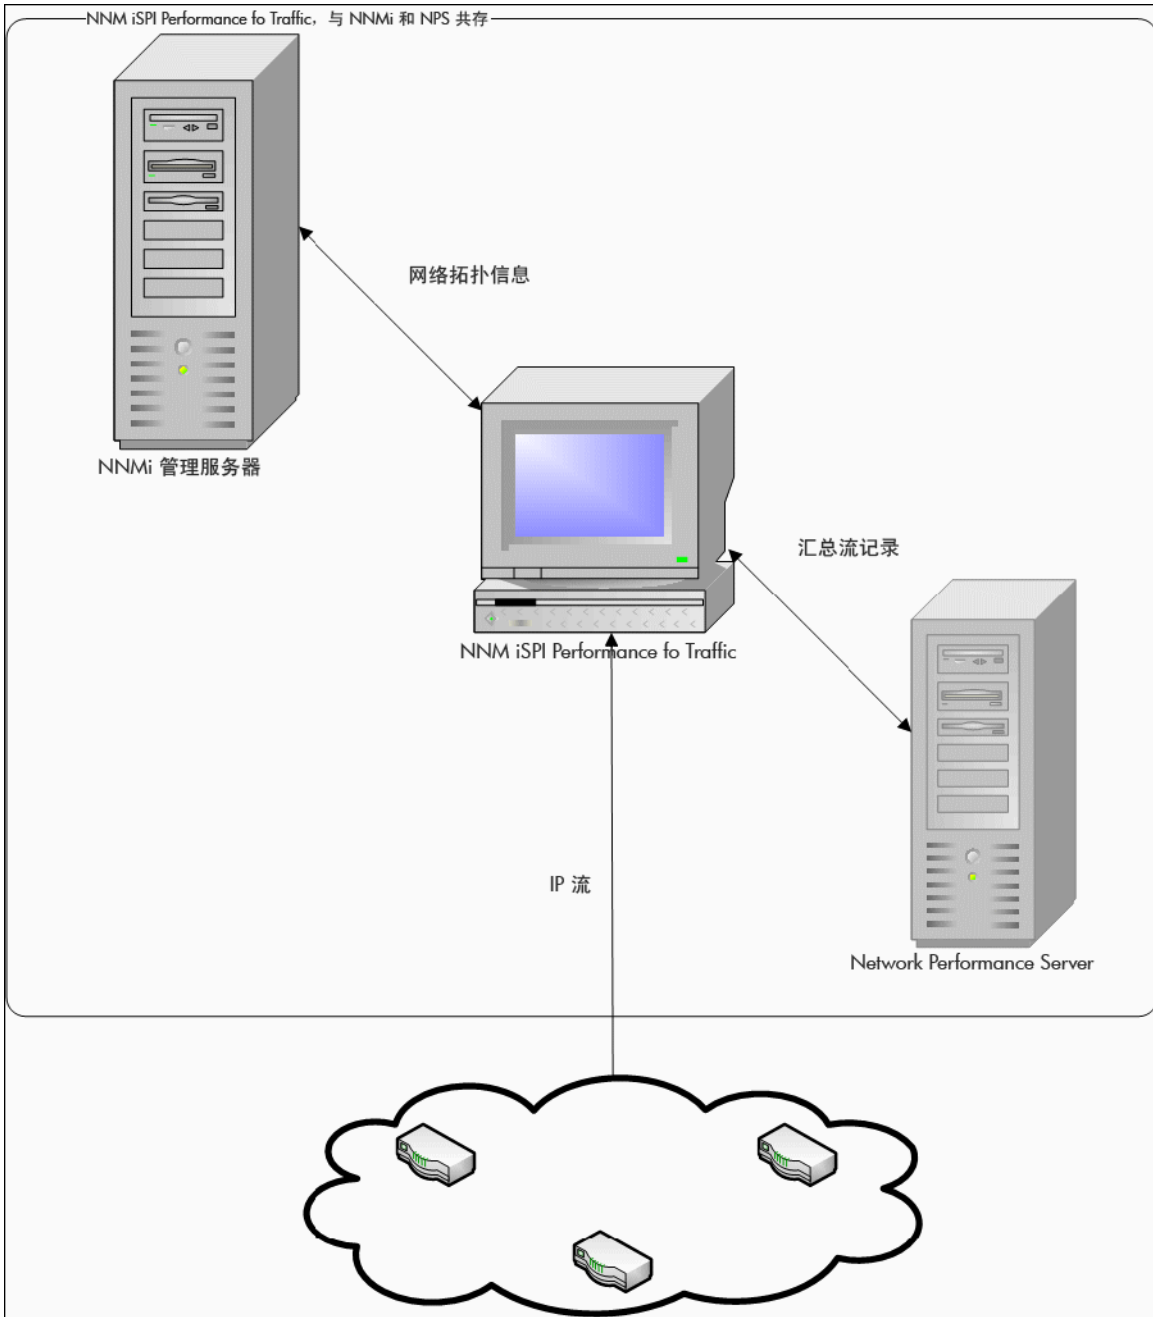 NNM iSPI Performance fo Traffic，与 NNMi 和 NPS 共存
网络拓扑信息
NNMi 管理服务器
汇总流记录
NNM iSPI Performance fo Traffic
IP 流
Network Performance Server